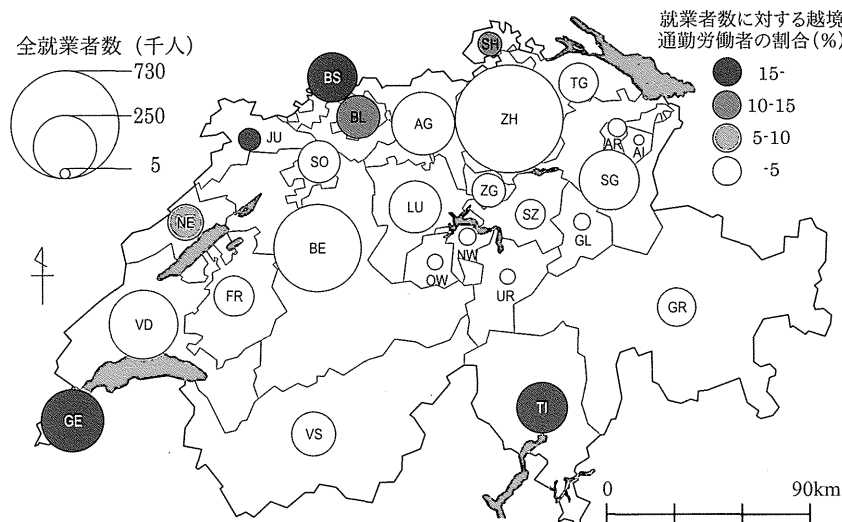 全就業者数（千人）
730
250
5
就業者数に対する越境
通勤労働者の割合(%)
15-
10-15
5-10
-5
SH
BS
TG
BL
JU
AG
ZH
AR
AI
SO
SG
ZG
LU
SZ
NE
GL
BE
NW
OW
UR
FR
GR
VD
GE
TI
VS
0
90km